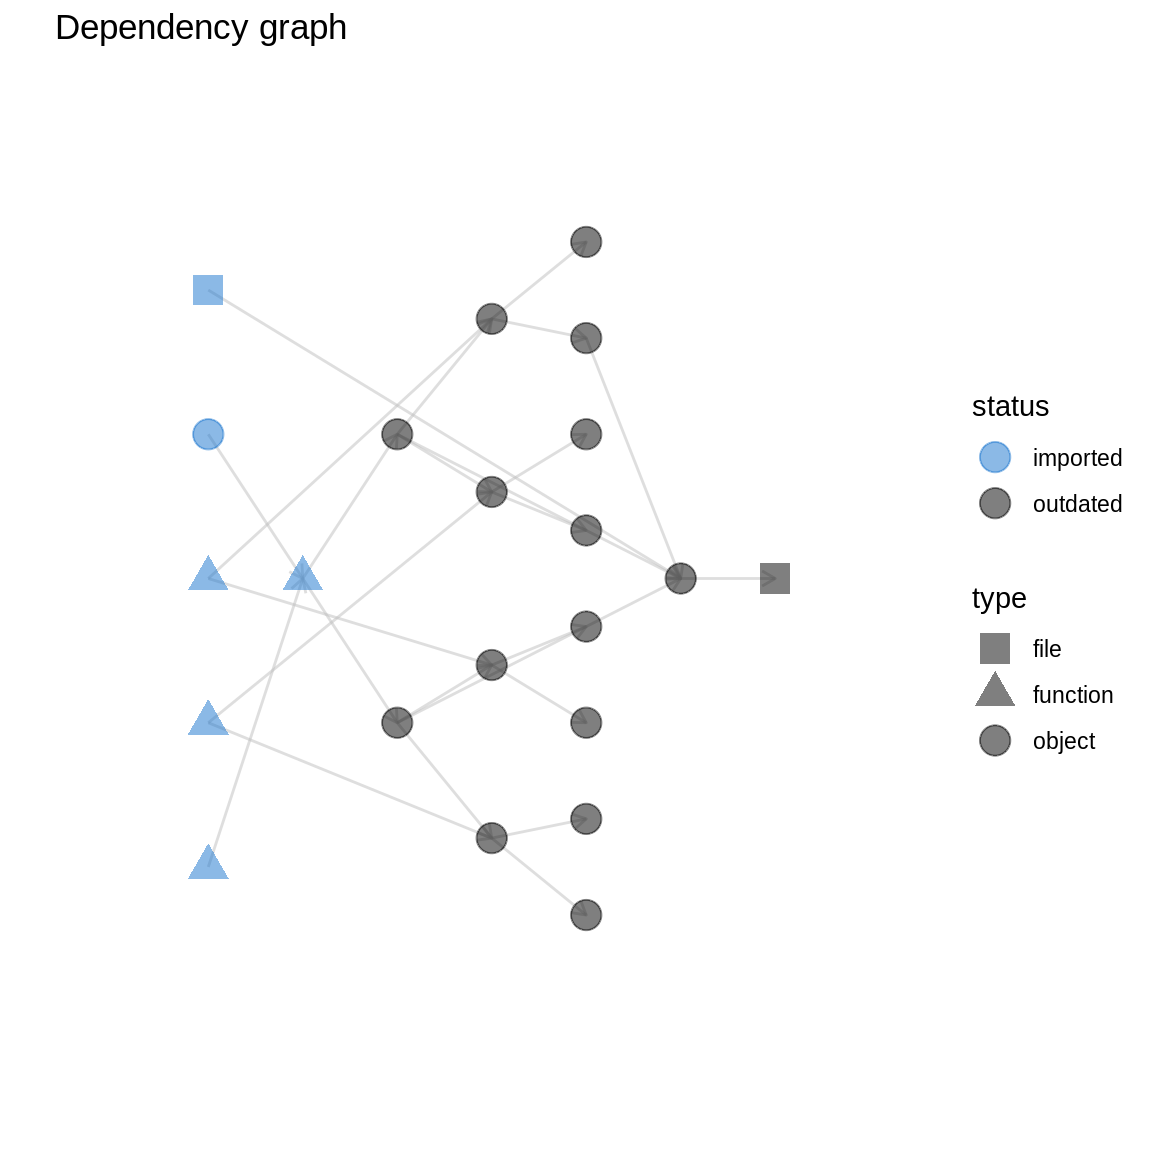 Dependency graph
status
imported
outdated
type
file
function
object